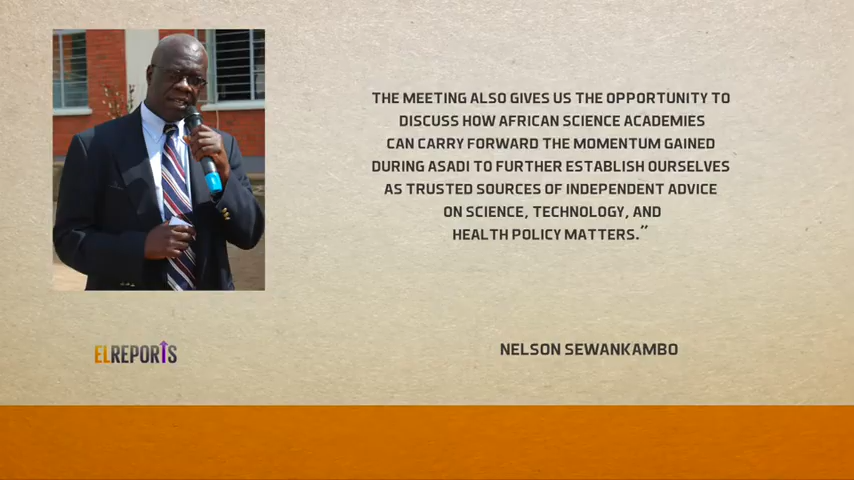 THE MEETING ALSO GIVES US THE OPPORTUNITY TO
DISCUSS HOW AFRICAN SCIENCE ACADEMIES
CAN CARRY FORWARD THE MOMENTUM GAINED
DURING ASADI TO FURTHER ESTABLISH OURSELVES
AS TRUSTED SOURCES OF INDEPENDENT ADVICE
ON SCIENCE, TECHNOLOGY, AND
HEALTH POLICY MATTERS.”
ELREPORTS
NELSON SEWANKAMBO